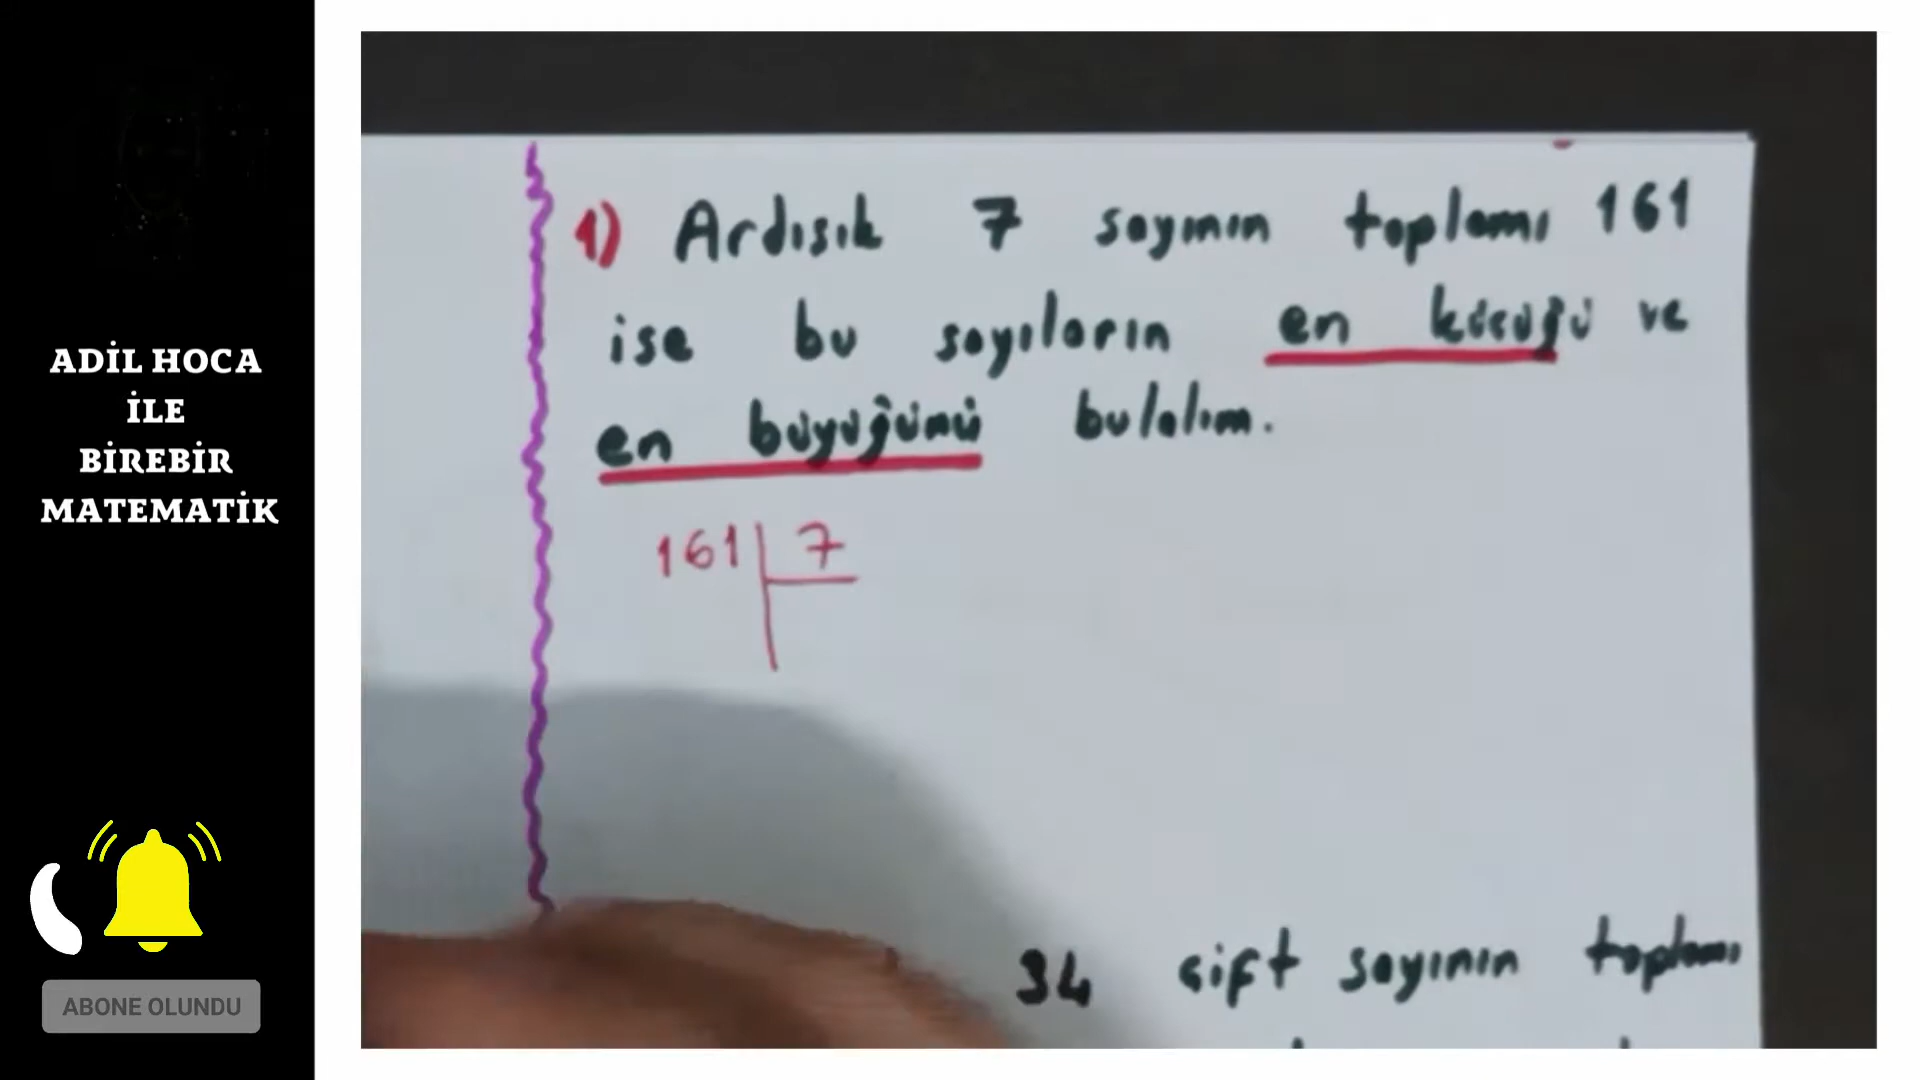 ADİL HOCA
İLE
BİREBİR
MATEMATİK
ABONE OLUNDU
1) Ardışık 7 sayının toplamı 161
ise bu sayıların en küçüğü ve
en büyüğünü bulalım.
161 7
34 çift sayının toplamı